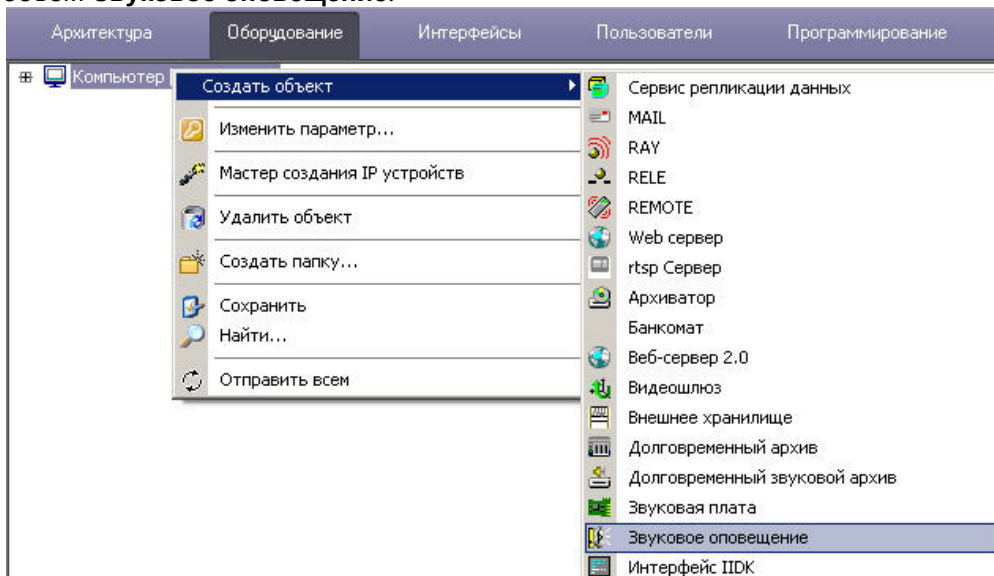 Звуковое оповещение.
Архитектура Оборудование Интерфейсы Пользователи Программирование
Компьютер
Создать объект
Изменить параметр...
Мастер создания IP устройств
Удалить объект
Создать папку...
Сохранить
Найти...
Отправить всем
Сервис репликации данных
MAIL
RAY
RELE
REMOTE
Web сервер
rtsp Сервер
Архиватор
Банкомат
Веб-сервер 2.0
Видеошлюз
Внешнее хранилище
Долговременный архив
Долговременный звуковой архив
Звуковая плата
Звуковое оповещение
Интерфейс IIDK